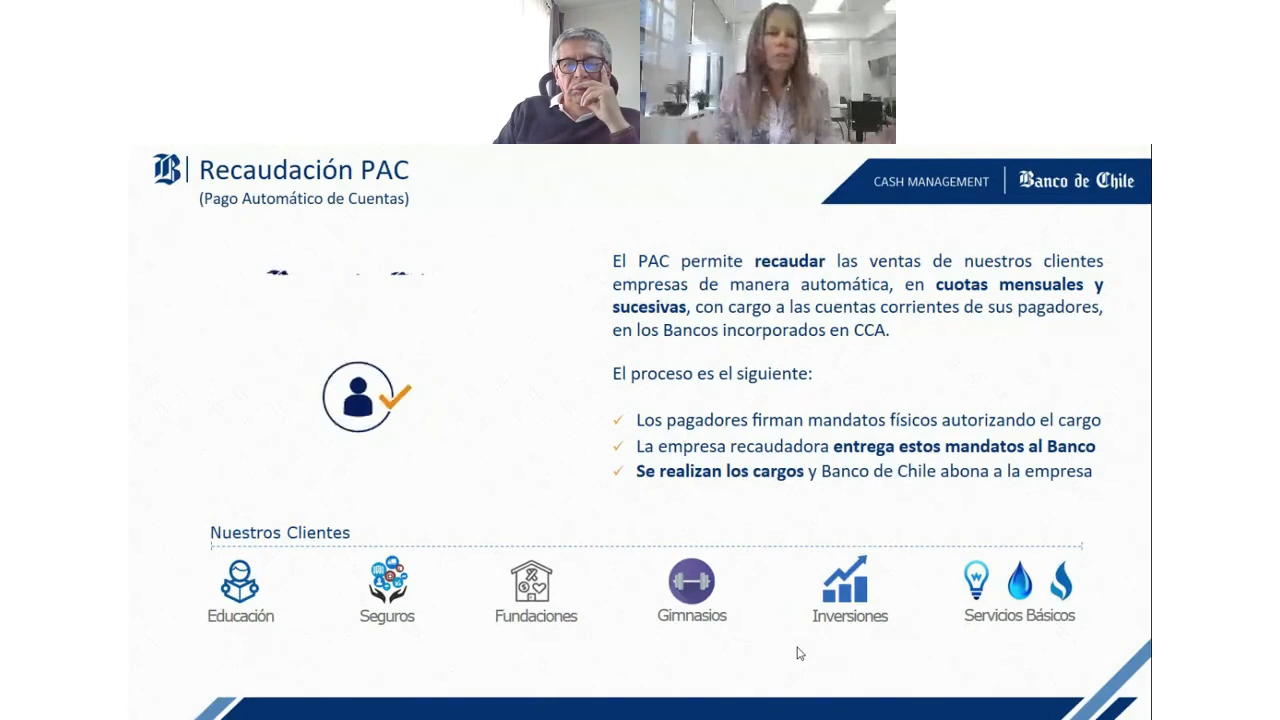 Recaudación PAC
(Pago Automático de Cuentas)
CASH MANAGEMENT
Banco de Chile
El PAC permite recaudar las ventas de nuestros clientes
empresas de manera automática, en cuotas mensuales y
sucesivas, con cargo a las cuentas corrientes de sus pagadores,
en los Bancos incorporados en CCA.
El proceso es el siguiente:
✓ Los pagadores firman mandatos físicos autorizando el cargo
✓ La empresa recaudadora entrega estos mandatos al Banco
✓ Se realizan los cargos y Banco de Chile abona a la empresa
Nuestros Clientes
Educación
Seguros
Fundaciones
Gimnasios
Inversiones
Servicios Básicos